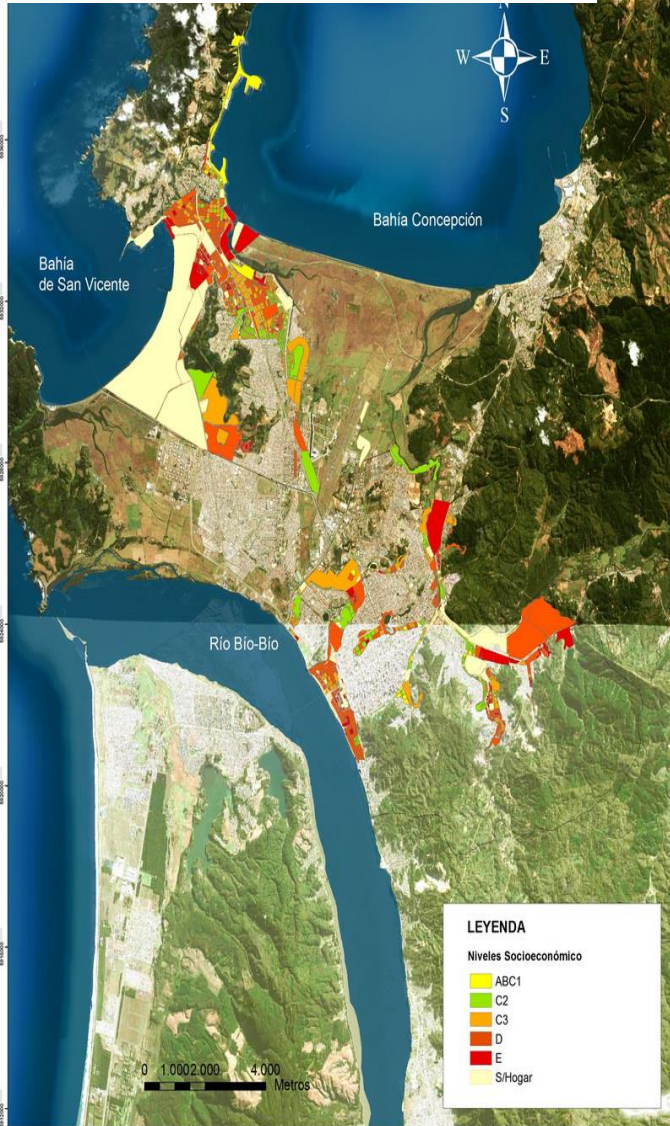 N
W E
S
Bahía Concepción
Bahía
de San Vicente
Río Bío-Bío
LEYENDA
Niveles Socioeconómico
ABC1
C2
C3
D
E
S/Hogar
0 1.000 2.000 4.000
Metros